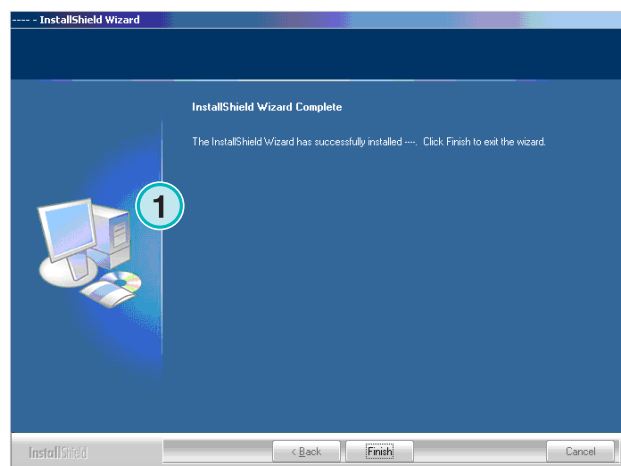 ---- - InstallShield Wizard
InstallShield Wizard Complete
The InstallShield Wizard has successfully installed ----. Click Finish to exit the wizard.
1
InstallShield
< Back
Finish
Cancel